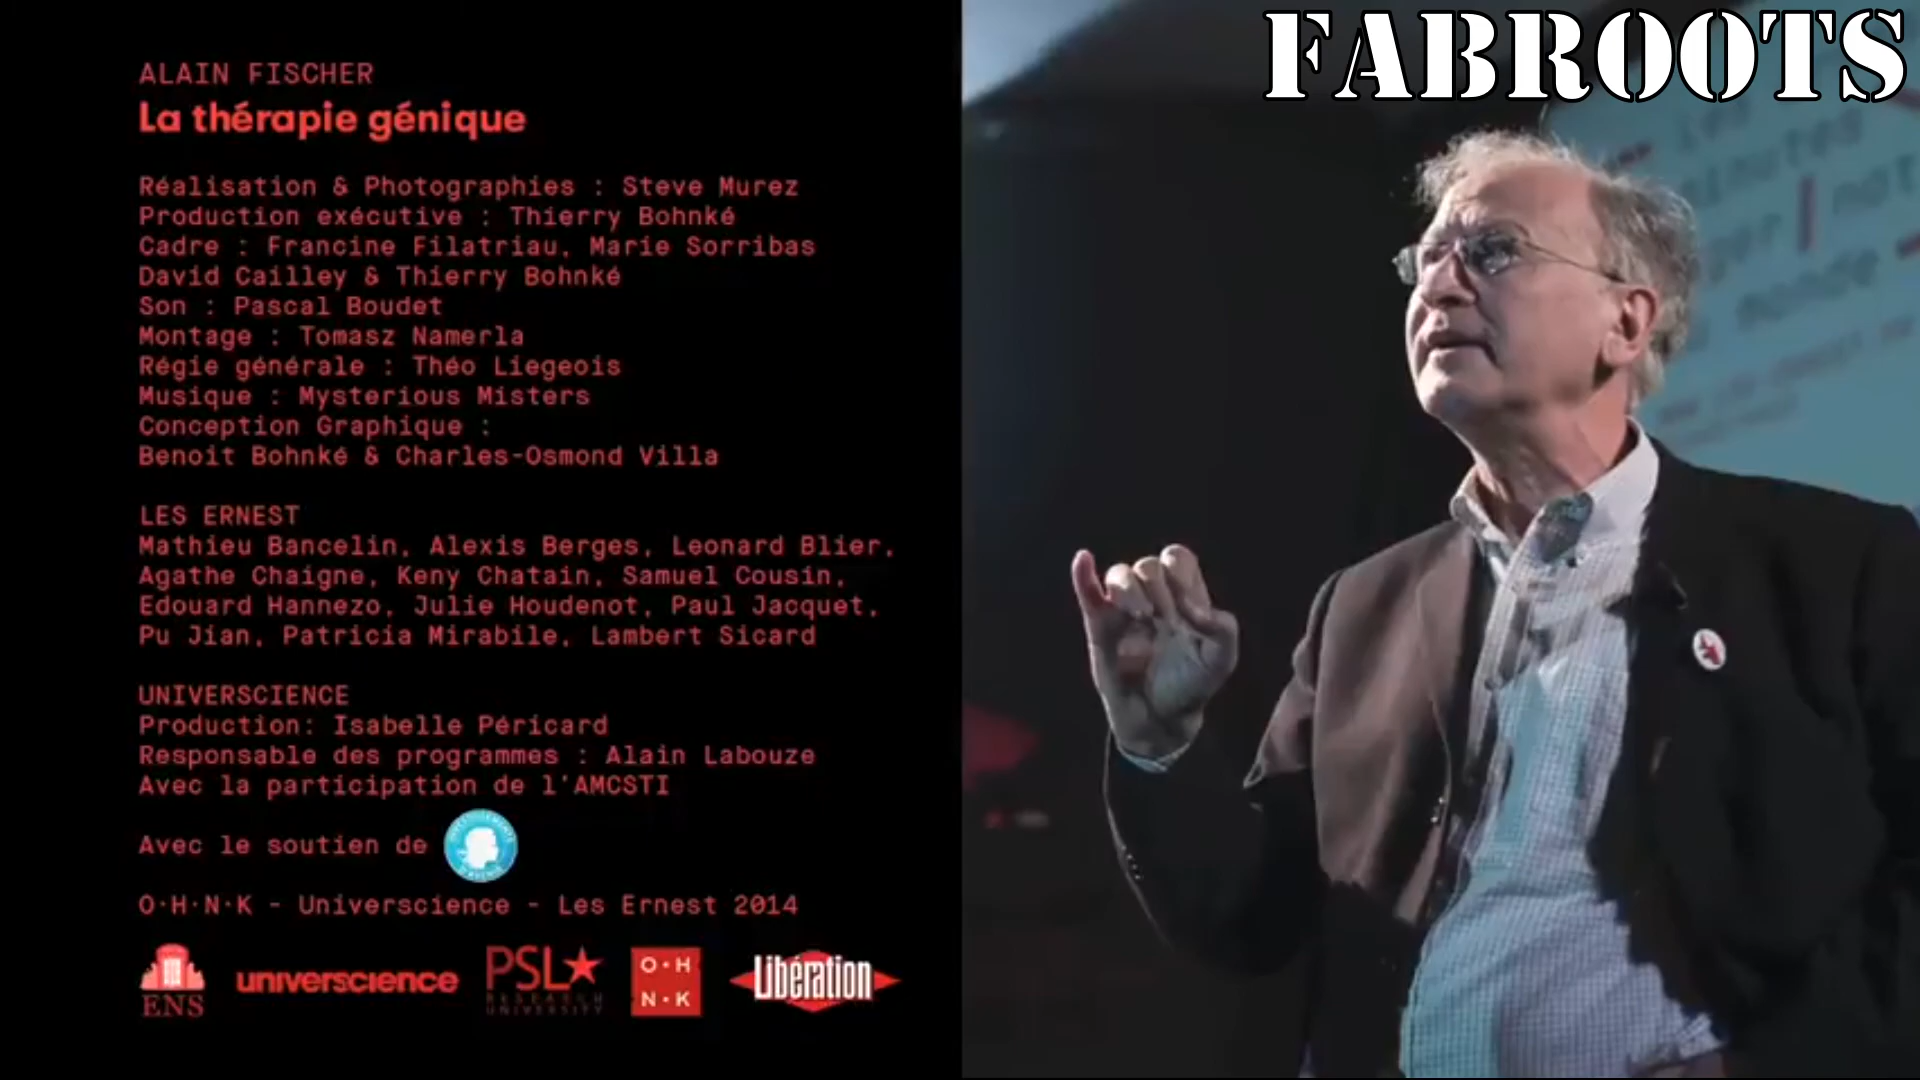 ALAIN FISCHER
La thérapie génique
Réalisation & Photographies : Steve Murez
Production exécutive : Thierry Bohnké
Cadre : Francine Filatriau, Marie Sorribas
David Cailley & Thierry Bohnké
Son : Pascal Boudet
Montage : Tomasz Namerla
Régie générale : Théo Liegeois
Musique : Mysterious Misters
Conception Graphique :
Benoit Bohnké & Charles-Osmond Villa
LES ERNEST
Mathieu Bancelin, Alexis Berges, Leonard Blier,
Agathe Chaigne, Keny Chatain, Samuel Cousin,
Edouard Hannezo, Julie Houdenot, Paul Jacquet,
Pu Jian, Patricia Mirabile, Lambert Sicard
UNIVERSCIENCE
Production: Isabelle Péricard
Responsable des programmes : Alain Labouze
Avec la participation de l'AMCSTI
Avec le soutien de
O·H·N·K - Universcience - Les Ernest 2014
ENS
universcience
PSL
RESEARCH
UNIVERSITY
O·H
N·K
Libération
FABROOTS
minutes